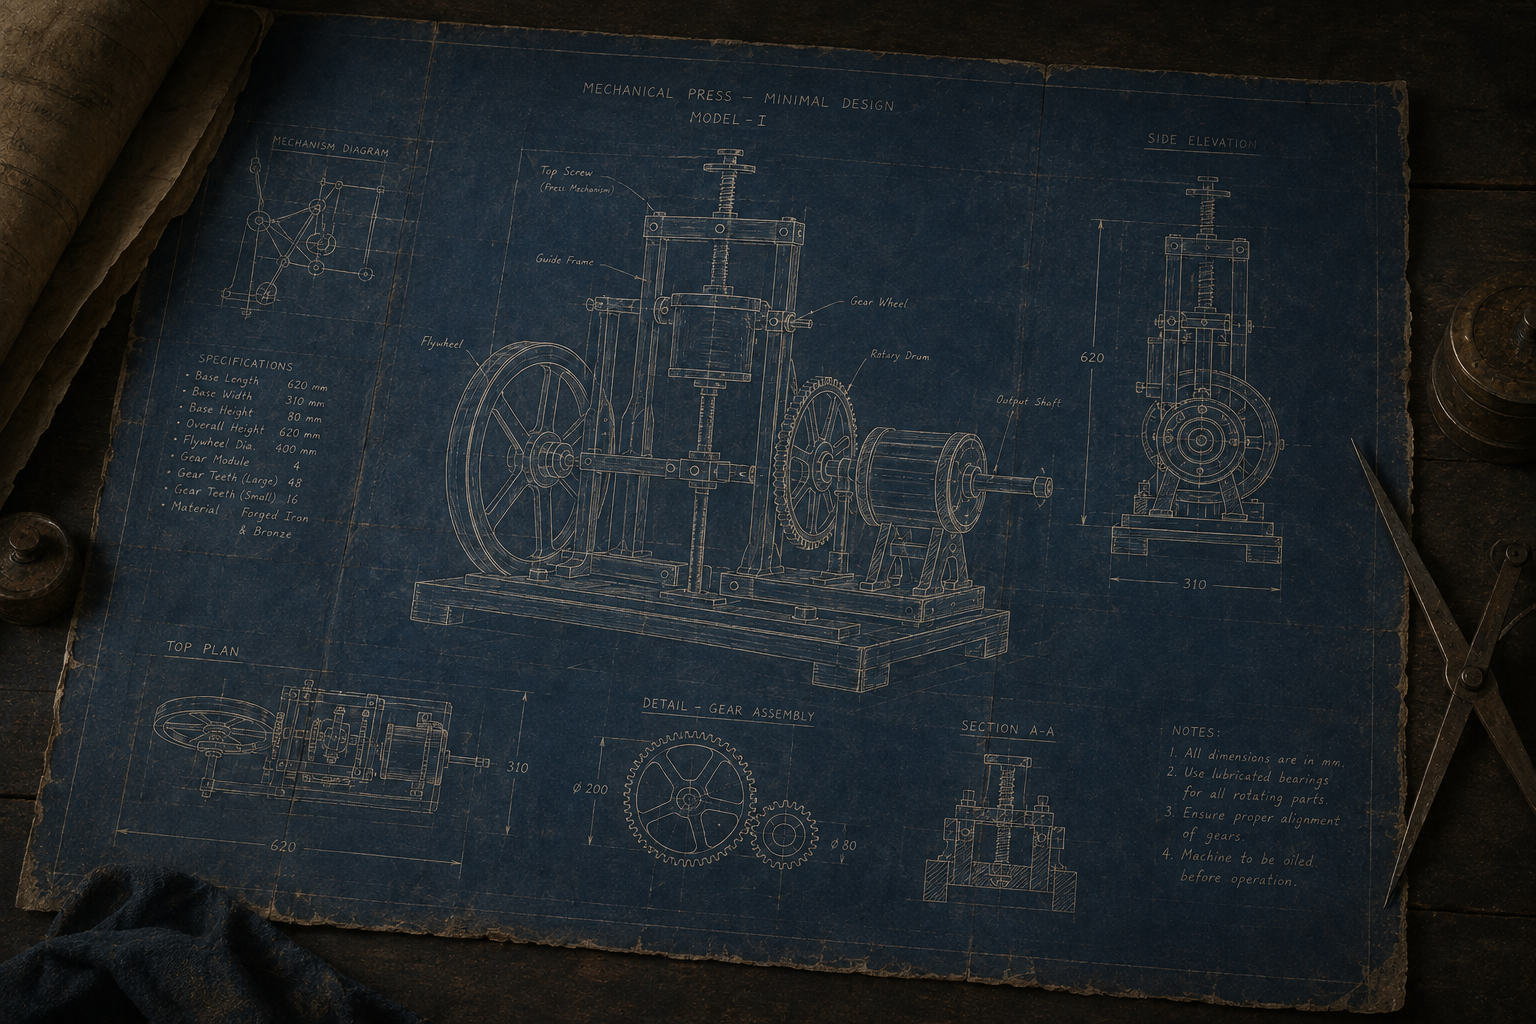 MECHANICAL PRESS – MINIMAL DESIGN
MODEL - I
MECHANISM DIAGRAM
SIDE ELEVATION
Top Screw
(Press Mechanism)
Guide Frame
Gear Wheel
Flywheel
Rotary Drum
Output Shaft
620
310
SPECIFICATIONS
• Base Length 620 mm
• Base Width 310 mm
• Base Height 80 mm
• Overall Height 620 mm
• Flywheel Dia. 400 mm
• Gear Module 4
• Gear Teeth (Large) 48
• Gear Teeth (Small) 16
• Material Forged Iron
& Bronze
TOP PLAN
310
620
DETAIL – GEAR ASSEMBLY
Ø 200
Ø 80
SECTION A-A
NOTES:
1. All dimensions are in mm.
2. Use lubricated bearings
for all rotating parts.
3. Ensure proper alignment
of gears.
4. Machine to be oiled
before operation.